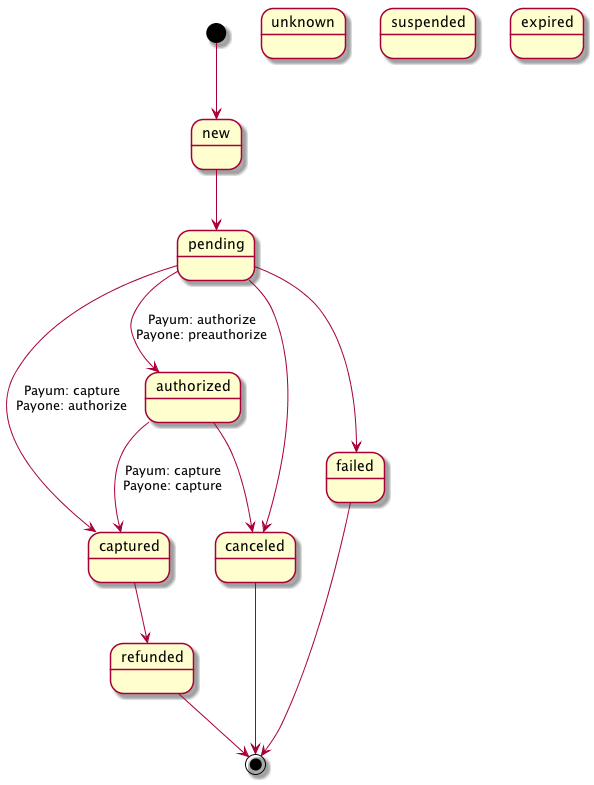 unknown
suspended
expired
new
pending
Payum: authorize
Payone: preauthorize
authorized
Payum: capture
Payone: authorize
failed
Payum: capture
Payone: capture
captured
canceled
refunded